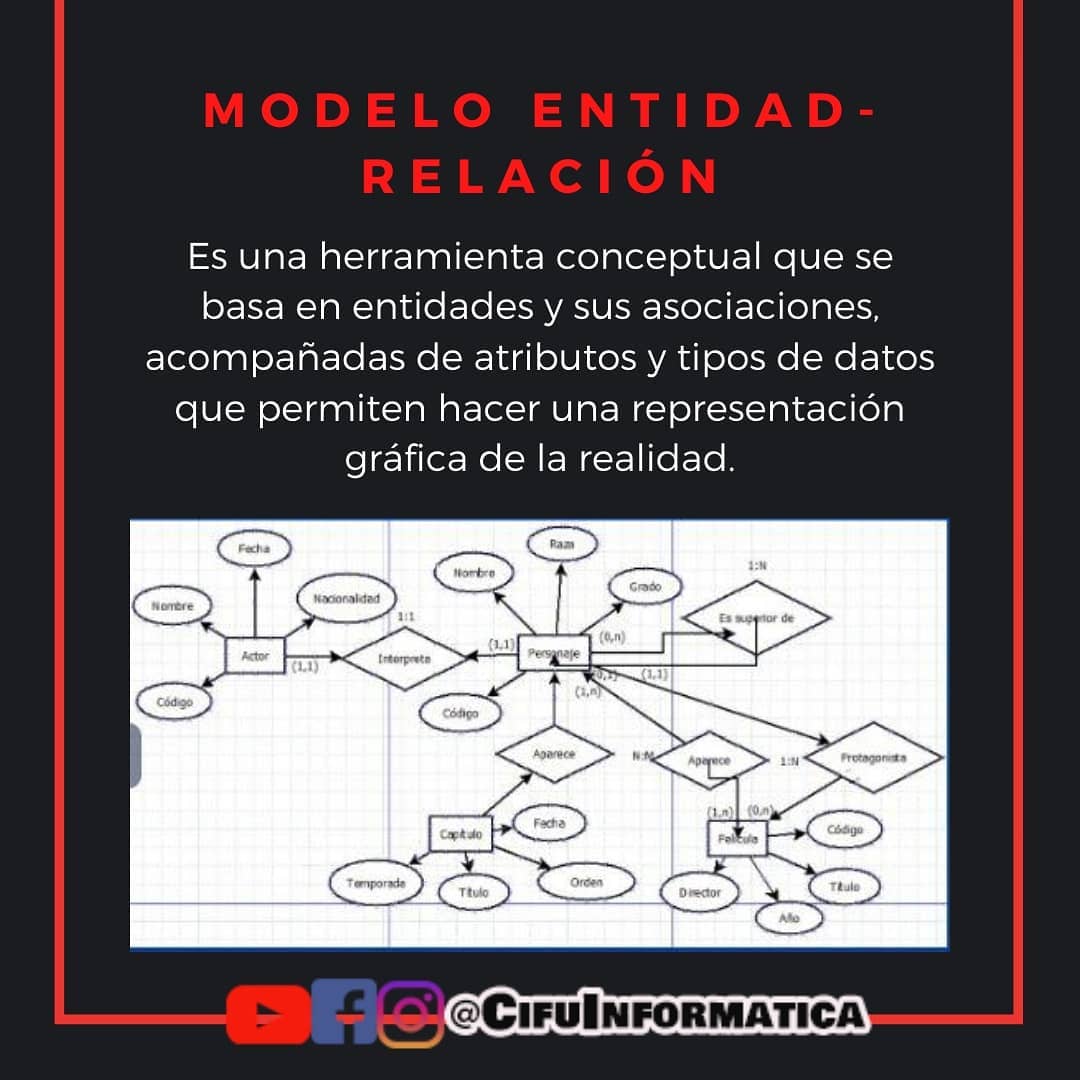 MODELO ENTIDAD-
RELACIÓN
Es una herramienta conceptual que se
basa en entidades y sus asociaciones,
acompañadas de atributos y tipos de datos
que permiten hacer una representación
gráfica de la realidad.
Fecha
Nombre
Nacionalidad
Actor
(1,1)
Código
1:1
Interpreta
(1,1)
Nombre
Raza
Grado
Personaje
(0,n)
Código
1:N
Es superior de
(0,1)
(1,1)
(1,n)
Aparece
N:M
Aparece
1:N
Protagonista
(1,n)
(0,n)
Capítulo
Fecha
Temporada
Título
Orden
Película
Código
Director
Título
Año
@CIFUINFORMATICA